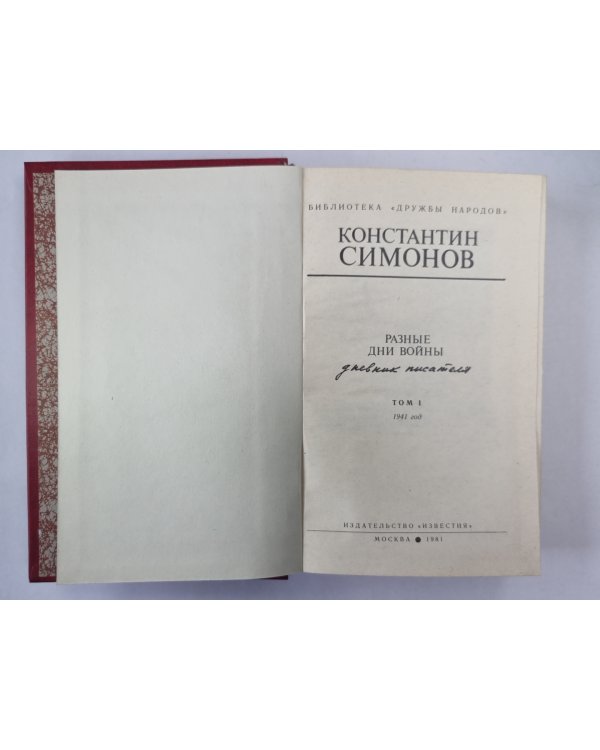 БИБЛИОТЕКА «ДРУЖБЫ НАРОДОВ»
КОНСТАНТИН
СИМОНОВ
РАЗНЫЕ
ДНИ ВОЙНЫ
дневник писателя
ТОМ I
1941 год
ИЗДАТЕЛЬСТВО «ИЗВЕСТИЯ»
МОСКВА ● 1981